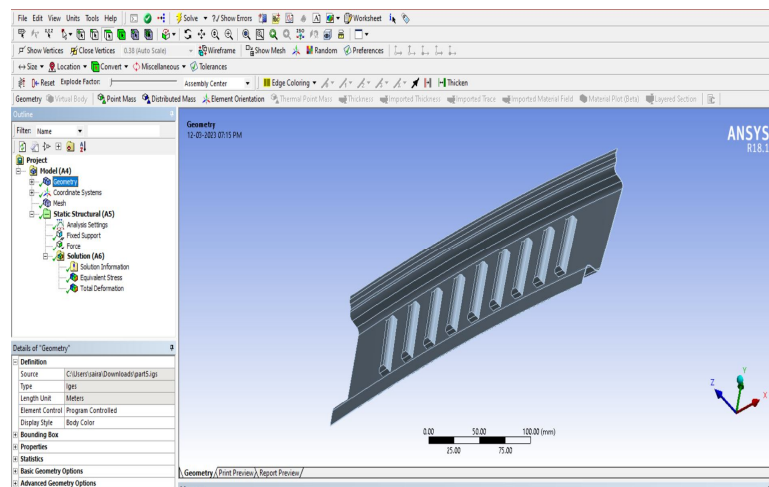 File Edit View Units Tools Help Solve ▼ ?/ Show Errors A Worksheet
Show Vertices Close Vertices 0.38 (Auto Scale) Wireframe Show Mesh Random Preferences
Size ▼ Location ▼ Convert ▼ Miscellaneous ▼ Tolerances
Reset Explode Factor: Assembly Center Edge Coloring ▼ Thicken
Geometry Virtual Body Point Mass Distributed Mass Element Orientation Thermal Point Mass Thickness Imported Thickness Imported Trace Imported Material Field Material Plot (Beta) Layered Section
Outline
Filter: Name
Project
Model (A4)
Geometry
Coordinate Systems
Mesh
Static Structural (A5)
Analysis Settings
Fixed Support
Force
Solution (A6)
Solution Information
Equivalent Stress
Total Deformation
Details of "Geometry"
Definition
Source C:\Users\saira\Downloads\part5.igs
Type Iges
Length Unit Meters
Element Control Program Controlled
Display Style Body Color
Bounding Box
Properties
Statistics
Basic Geometry Options
Advanced Geometry Options
Geometry
12-03-2023 07:15 PM
ANSYS
R18.1
0.00 50.00 100.00 (mm)
25.00 75.00
Z Y X
Geometry Print Preview Report Preview